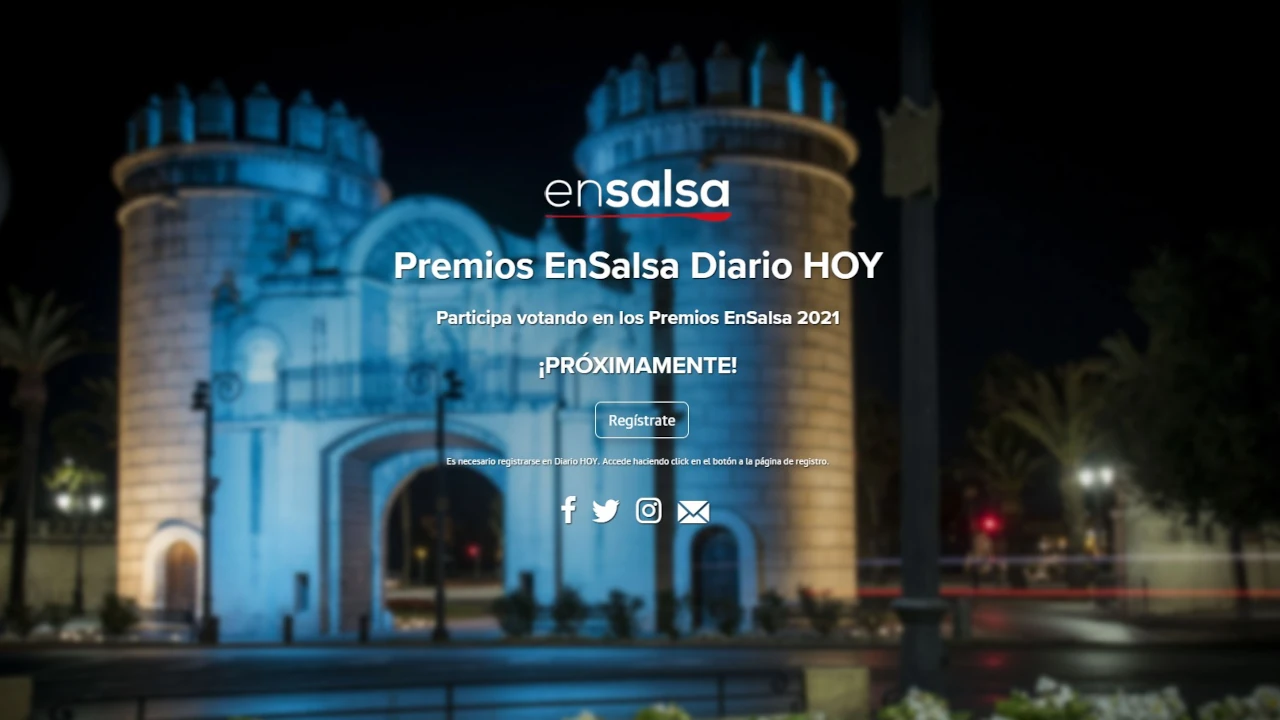 ensalsa
Premios EnSalsa Diario HOY
Participa votando en los Premios EnSalsa 2021
¡PRÓXIMAMENTE!
Regístrate
Es necesario registrarse en Diario HOY. Accede haciendo click en el botón a la página de registro.